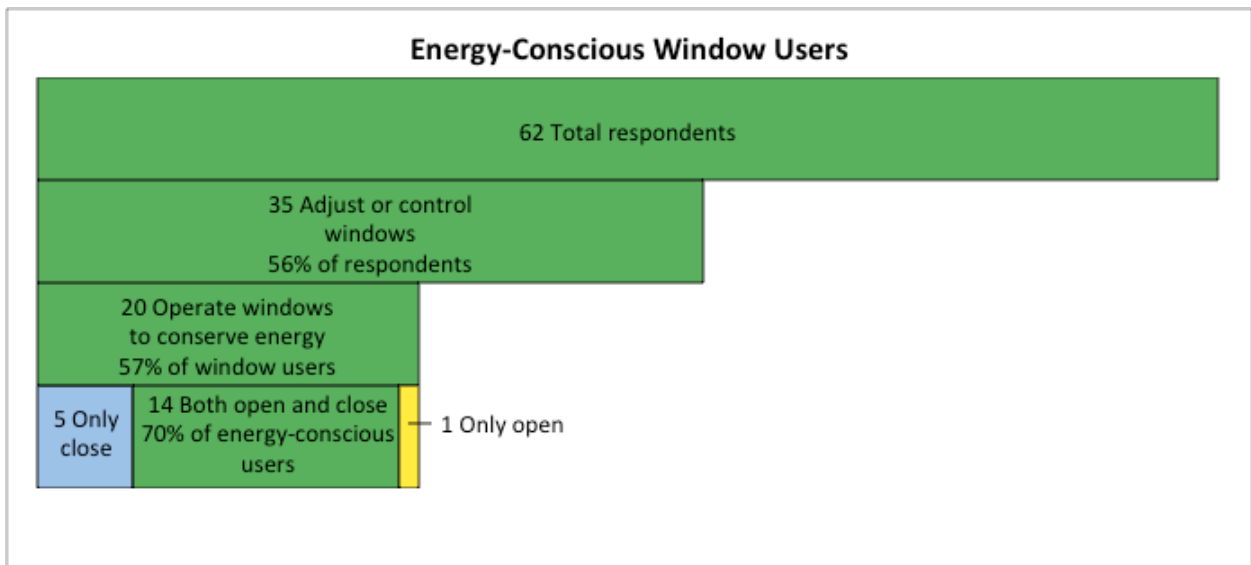 Energy-Conscious Window Users
62 Total respondents
35 Adjust or control
windows
56% of respondents
20 Operate windows
to conserve energy
57% of window users
5 Only
close
14 Both open and close
70% of energy-conscious
users
1 Only open